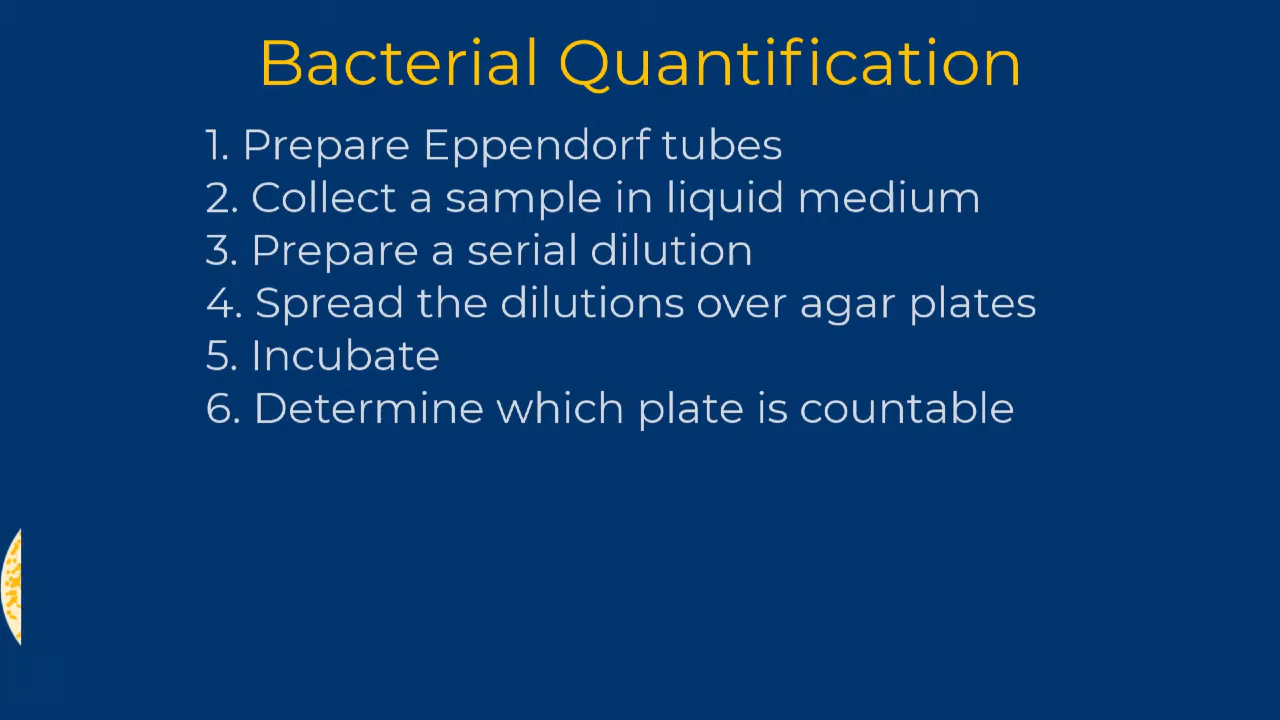 Bacterial Quantification
1. Prepare Eppendorf tubes
2. Collect a sample in liquid medium
3. Prepare a serial dilution
4. Spread the dilutions over agar plates
5. Incubate
6. Determine which plate is countable